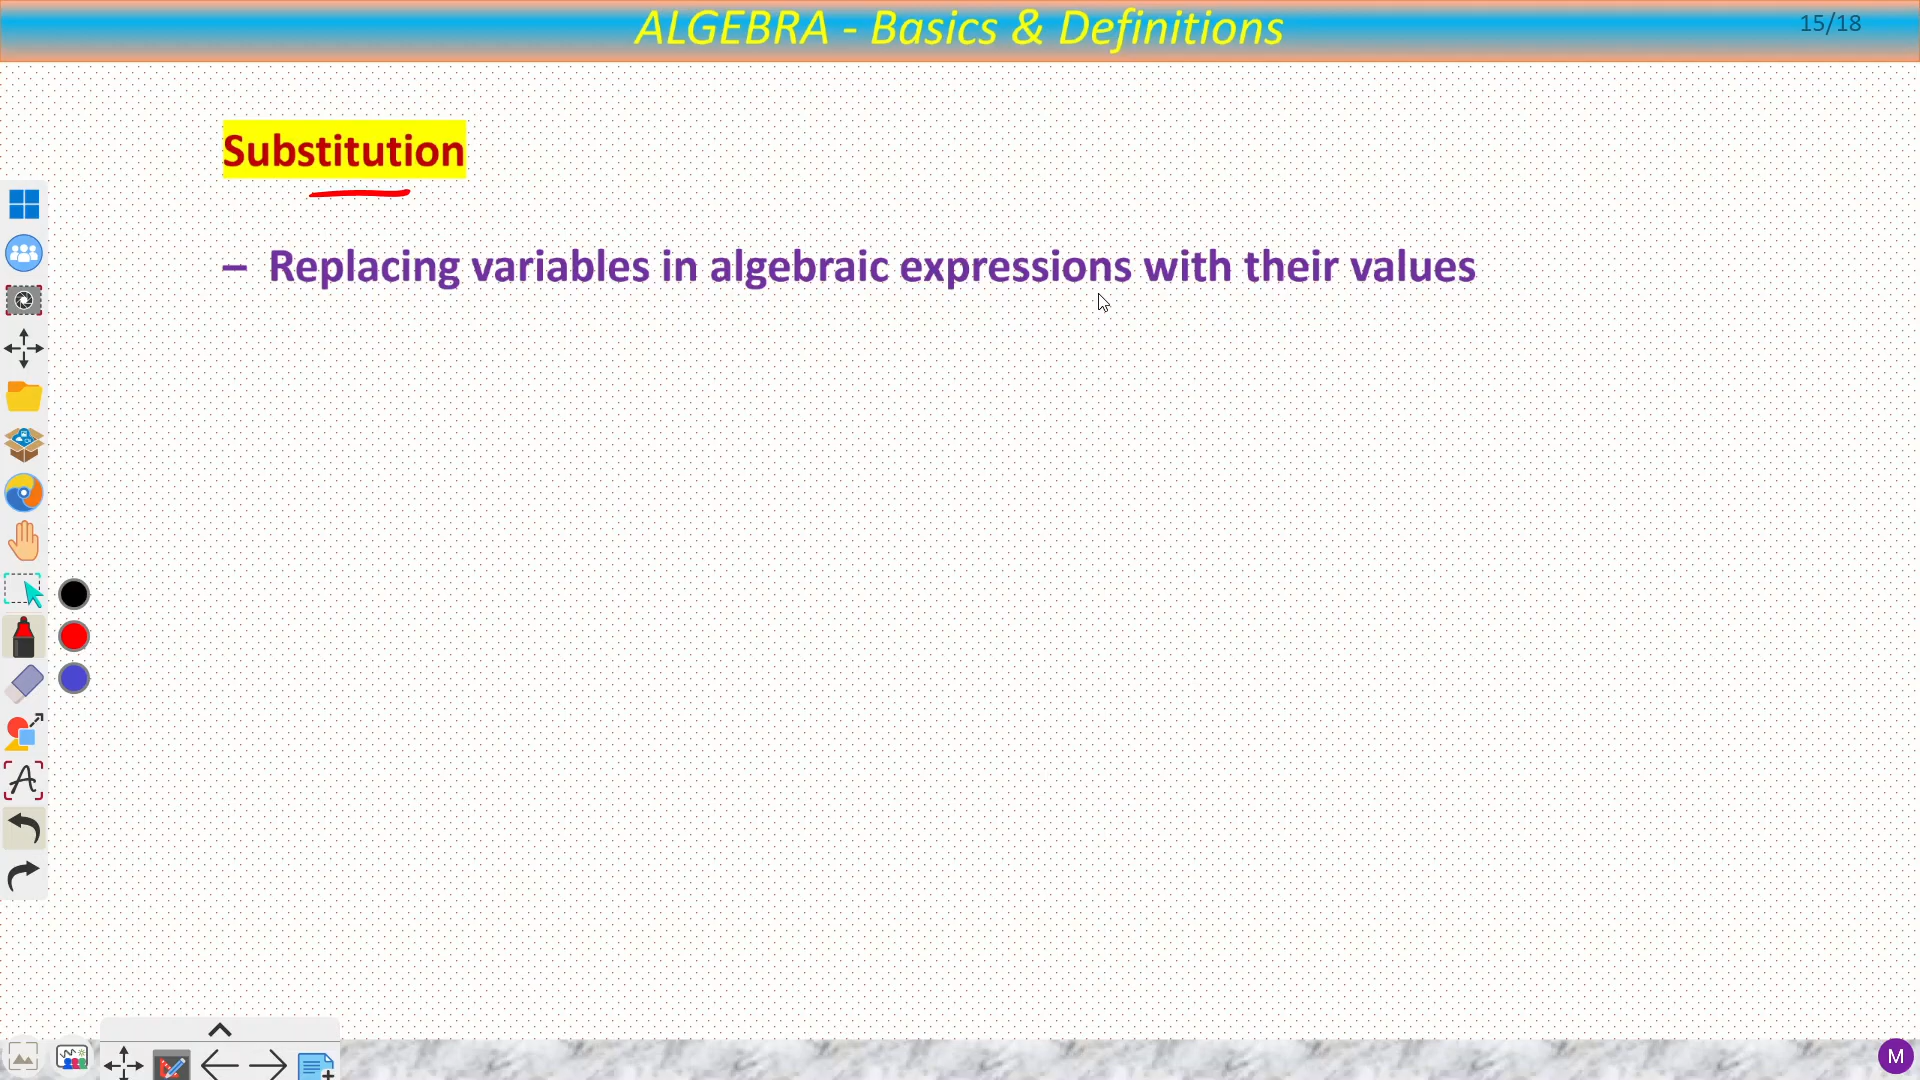 ALGEBRA - Basics & Definitions
15/18
Substitution
– Replacing variables in algebraic expressions with their values
M